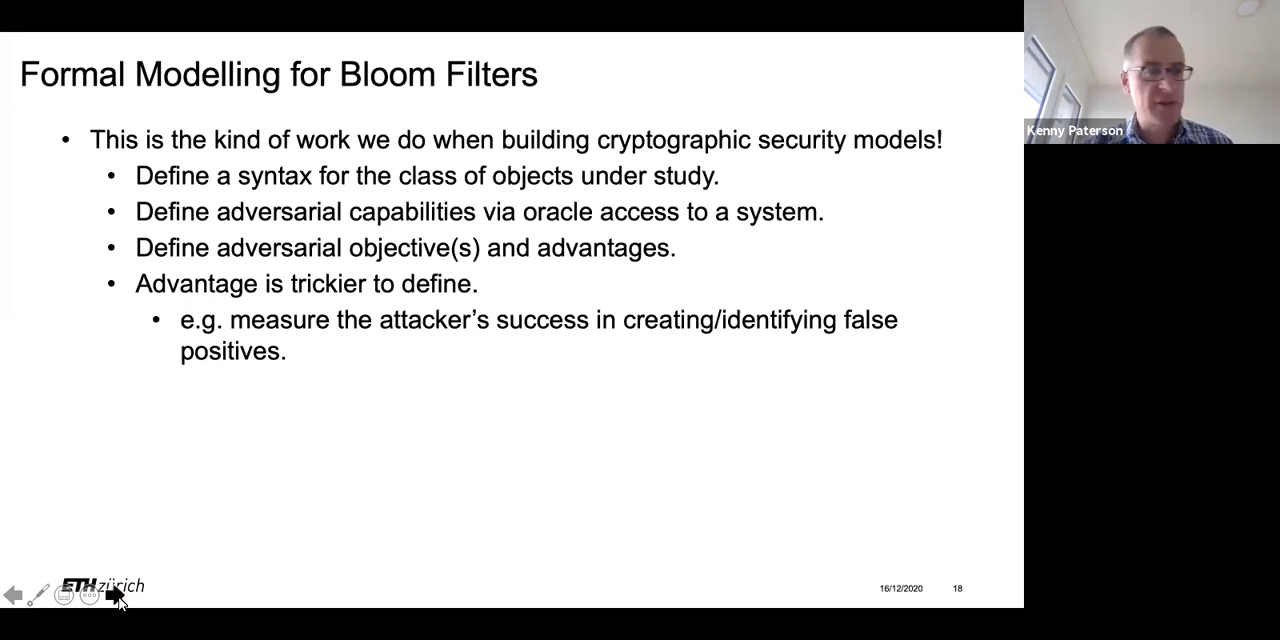 Formal Modelling for Bloom Filters
• This is the kind of work we do when building cryptographic security models!
• Define a syntax for the class of objects under study.
• Define adversarial capabilities via oracle access to a system.
• Define adversarial objective(s) and advantages.
• Advantage is trickier to define.
• e.g. measure the attacker's success in creating/identifying false
positives.
ETH zürich
16/12/2020
18
Kenny Paterson